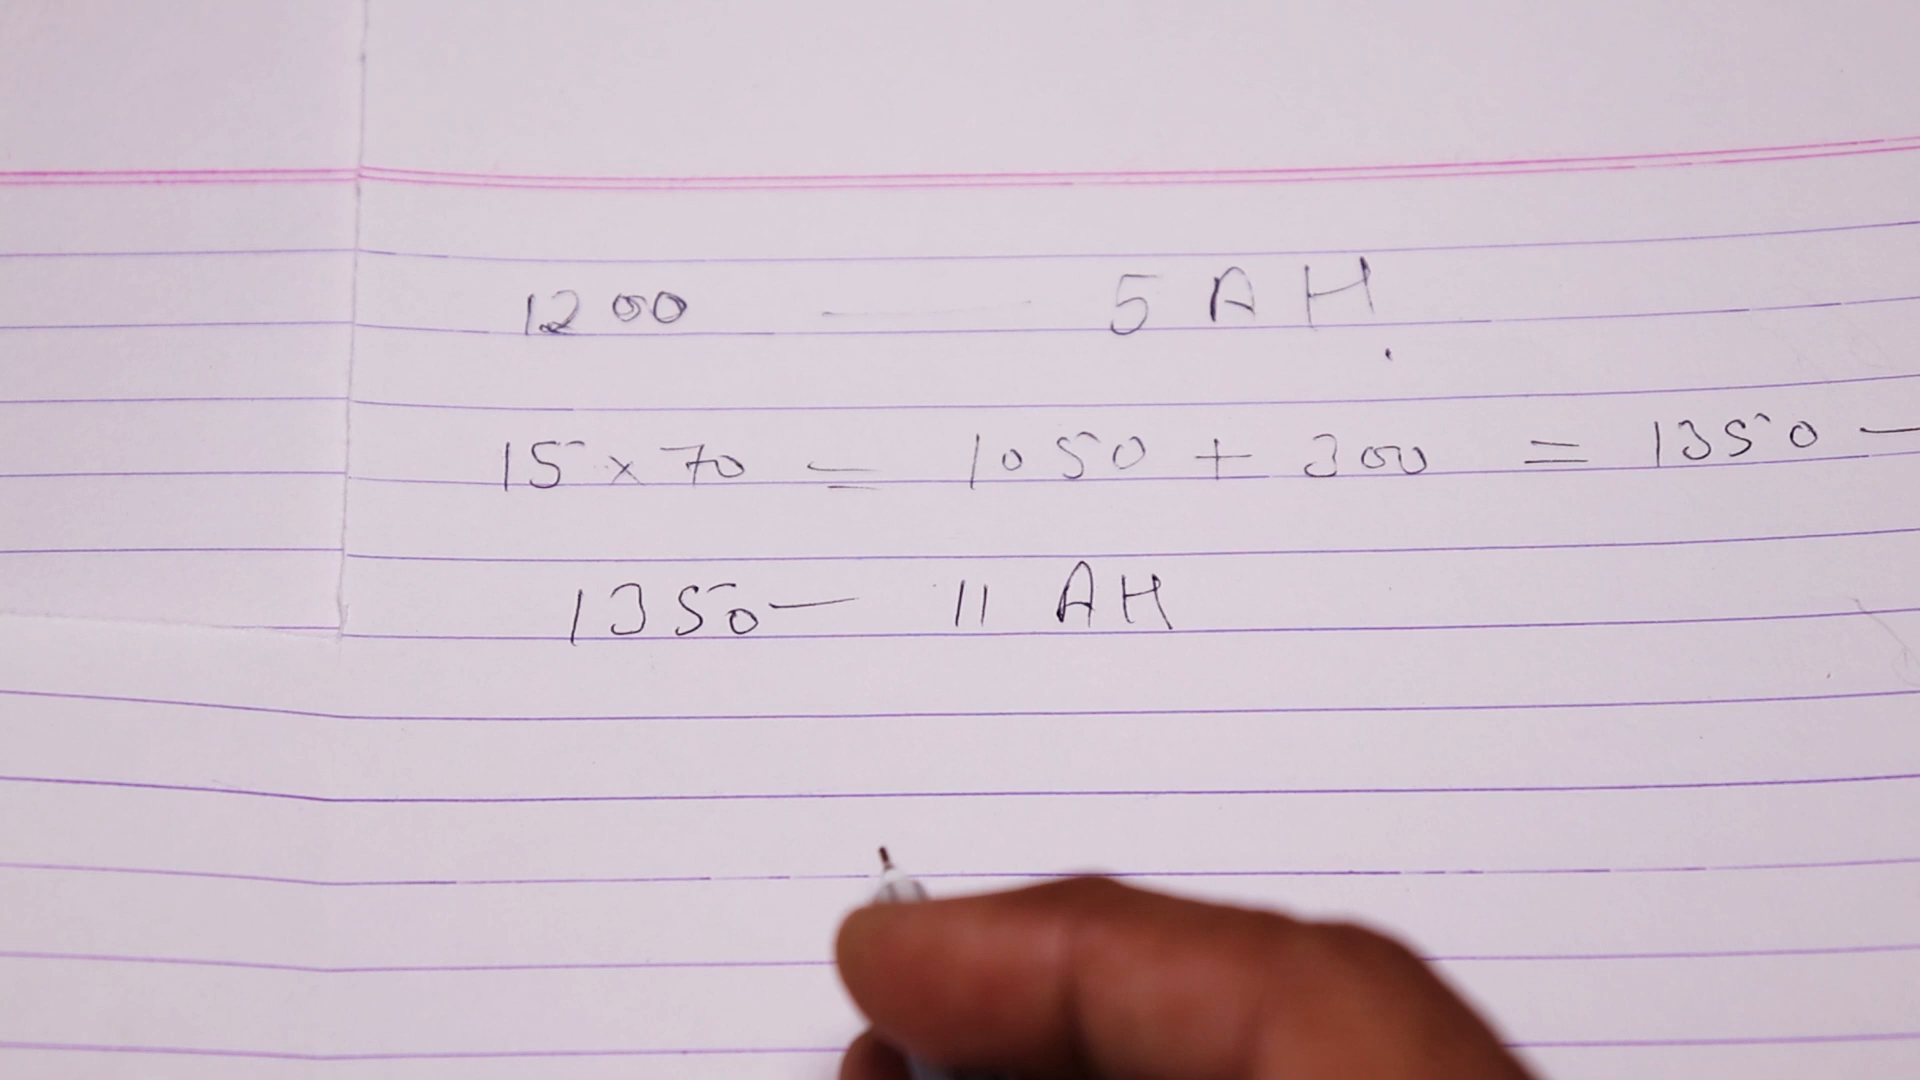 1200 — 5 AH.
15 x 70 = 1050 + 300 = 1350 —
1350 — 11 AH